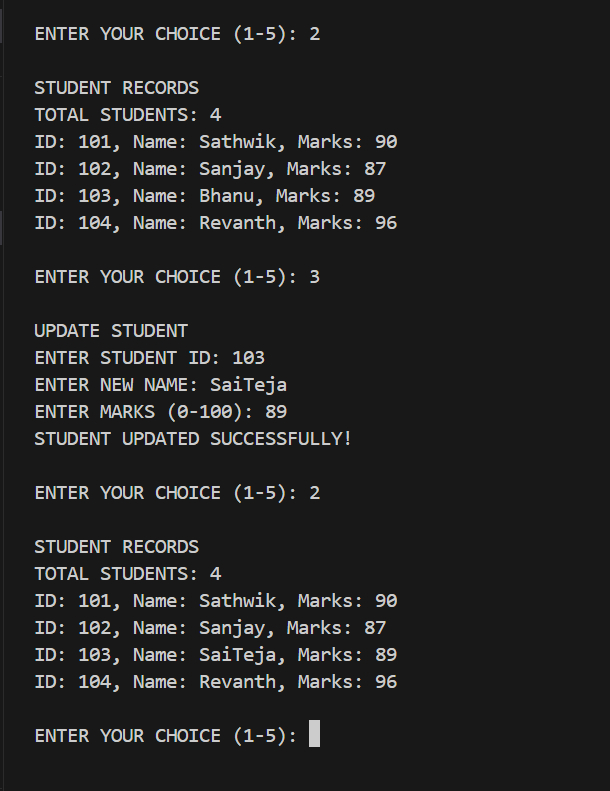 ENTER YOUR CHOICE (1-5): 2
STUDENT RECORDS
TOTAL STUDENTS: 4
ID: 101, Name: Sathwik, Marks: 90
ID: 102, Name: Sanjay, Marks: 87
ID: 103, Name: Bhanu, Marks: 89
ID: 104, Name: Revanth, Marks: 96
ENTER YOUR CHOICE (1-5): 3
UPDATE STUDENT
ENTER STUDENT ID: 103
ENTER NEW NAME: SaiTeja
ENTER MARKS (0-100): 89
STUDENT UPDATED SUCCESSFULLY!
ENTER YOUR CHOICE (1-5): 2
STUDENT RECORDS
TOTAL STUDENTS: 4
ID: 101, Name: Sathwik, Marks: 90
ID: 102, Name: Sanjay, Marks: 87
ID: 103, Name: SaiTeja, Marks: 89
ID: 104, Name: Revanth, Marks: 96
ENTER YOUR CHOICE (1-5):